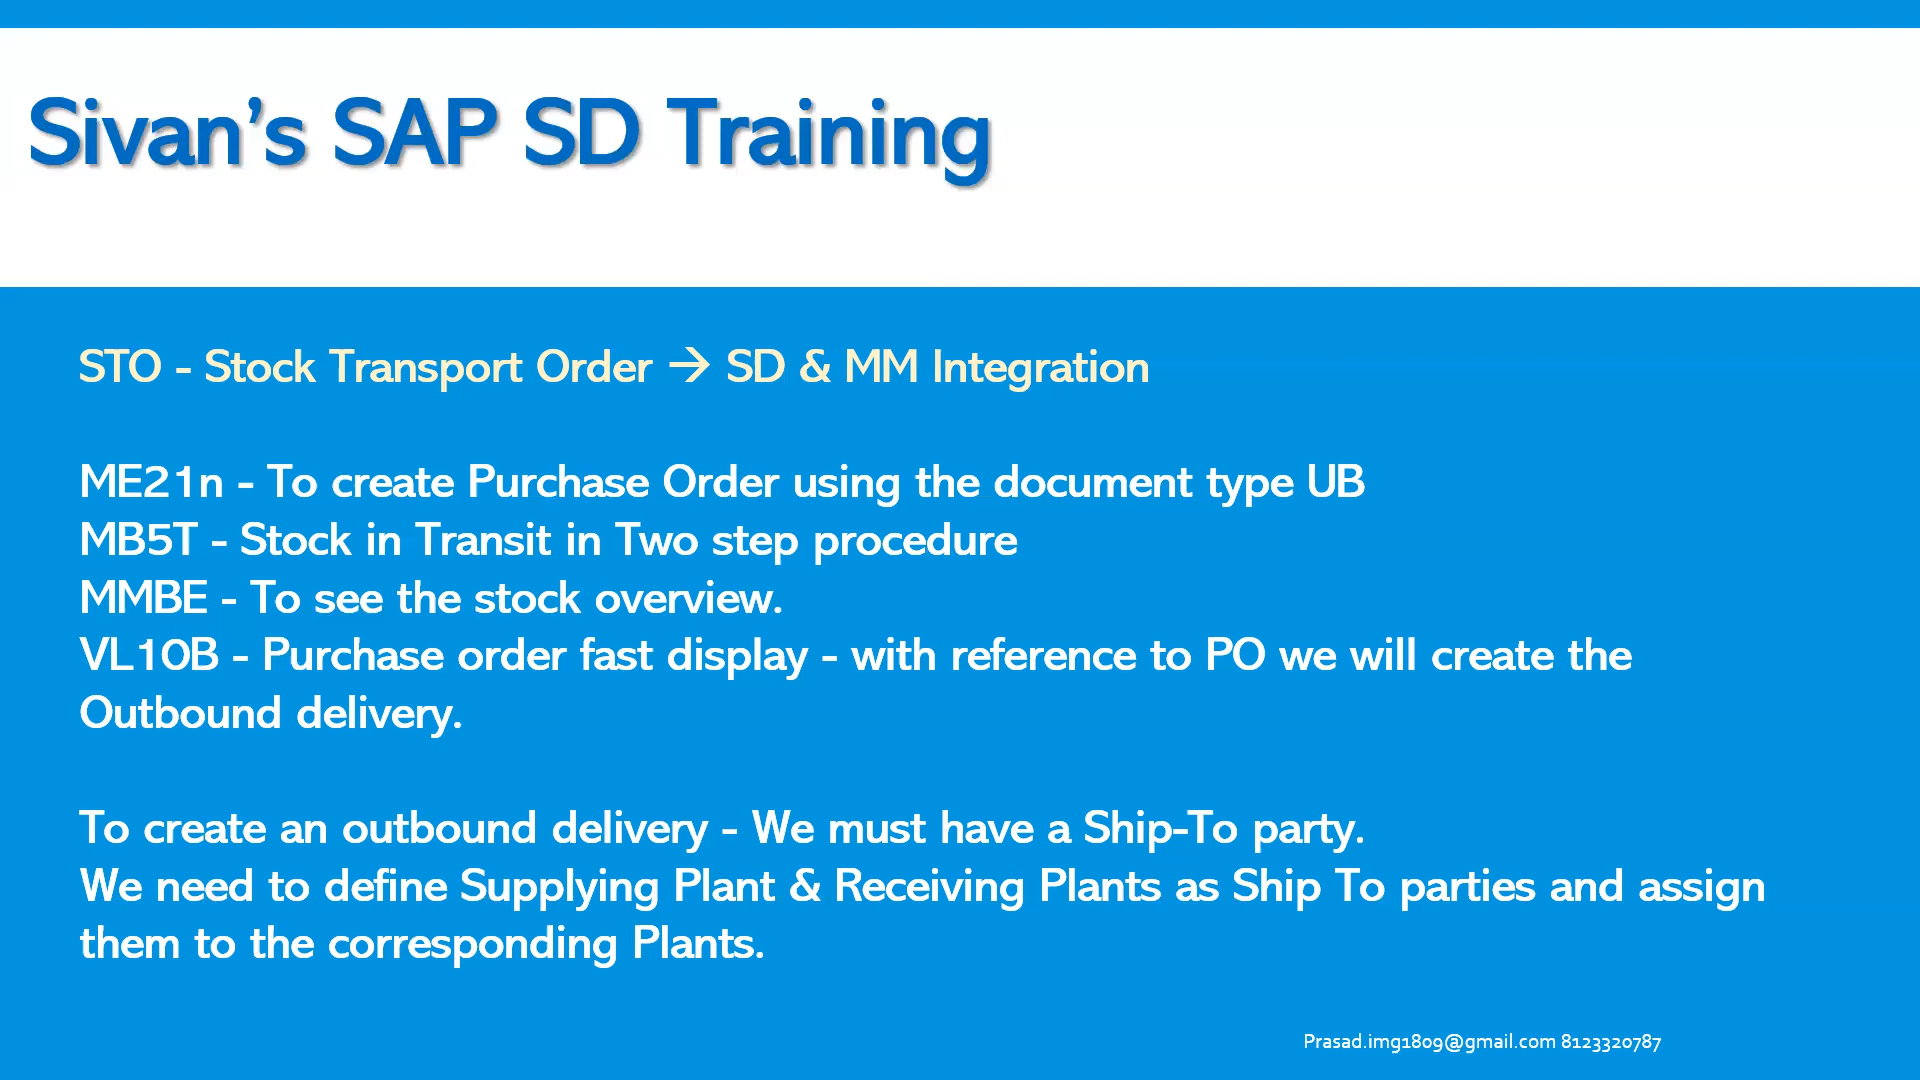 Sivan's SAP SD Training
STO - Stock Transport Order → SD & MM Integration
ME21n - To create Purchase Order using the document type UB
MB5T - Stock in Transit in Two step procedure
MMBE - To see the stock overview.
VL10B - Purchase order fast display - with reference to PO we will create the
Outbound delivery.
To create an outbound delivery - We must have a Ship-To party.
We need to define Supplying Plant & Receiving Plants as Ship To parties and assign
them to the corresponding Plants.
Prasad.img1809@gmail.com 8123320787